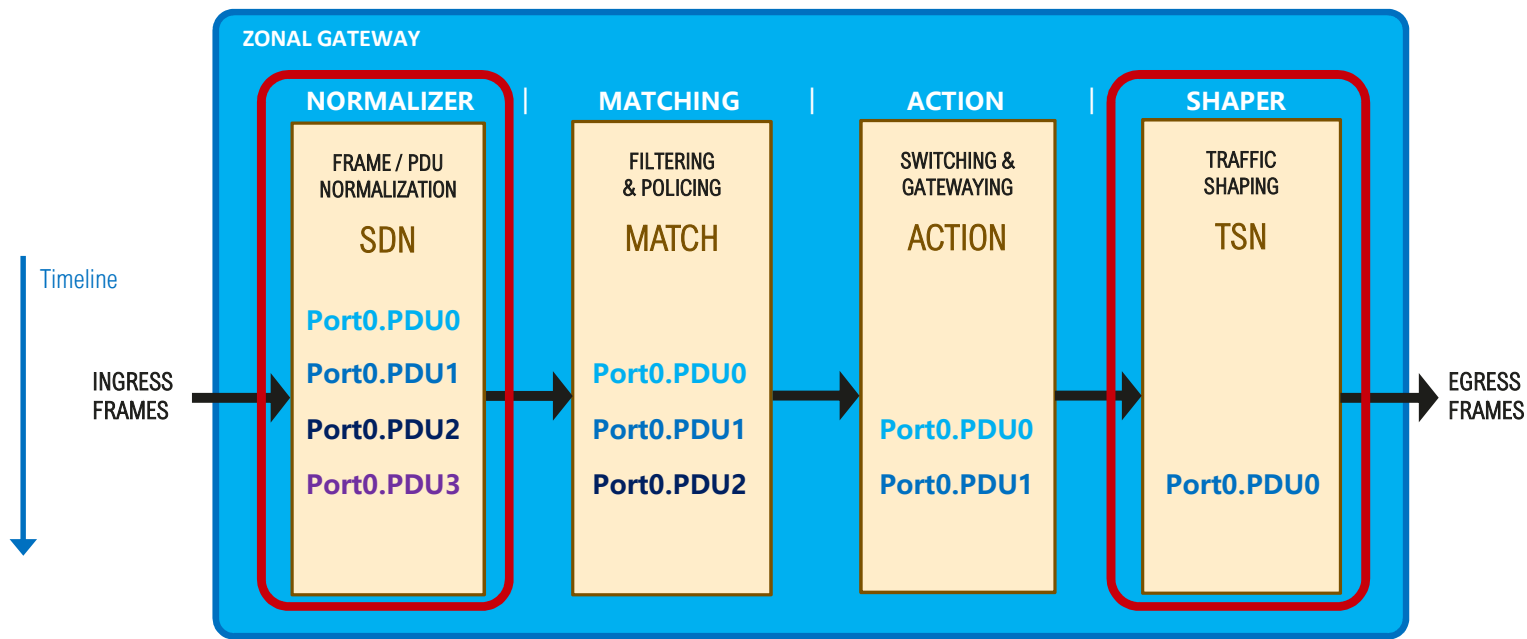 ZONAL GATEWAY
NORMALIZER | MATCHING | ACTION | SHAPER
FRAME / PDU
NORMALIZATION
SDN
FILTERING
& POLICING
MATCH
SWITCHING &
GATEWAYING
ACTION
TRAFFIC
SHAPING
TSN
Timeline
INGRESS
FRAMES
Port0.PDU0
Port0.PDU1
Port0.PDU2
Port0.PDU3
Port0.PDU0
Port0.PDU1
Port0.PDU2
Port0.PDU0
Port0.PDU1
Port0.PDU0
EGRESS
FRAMES